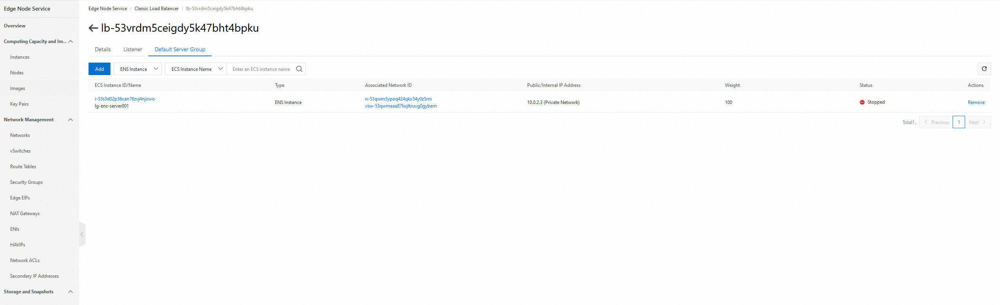 Edge Node Service
Overview
Computing Capacity and Im...
Instances
Nodes
Images
Key Pairs
Network Management
Networks
vSwitches
Route Tables
Security Groups
Edge EIPs
NAT Gateways
ENIs
HAVIPs
Network ACLs
Secondary IP Addresses
Storage and Snapshots
Edge Node Service / Classic Load Balancer / lb-53vrdm5ceigdy5k47bht4bpku
lb-53vrdm5ceigdy5k47bht4bpku
Details Listener Default Server Group
Add ENS Instance ECS Instance Name Enter an ECS instance name
ECS Instance ID/Name Type Associated Network ID Public/Internal IP Address Weight Status Actions
i-53s3d02p36xan76zvj4njinvo n-53qwm5ypoq424qkx54y0z5rni
lg-ens-server001 ENS Instance vsw-53qwmeaa87lwjltruvg0gybem 10.0.2.3 (Private Network) 100 Stopped Remove
Total1, Previous 1 Next